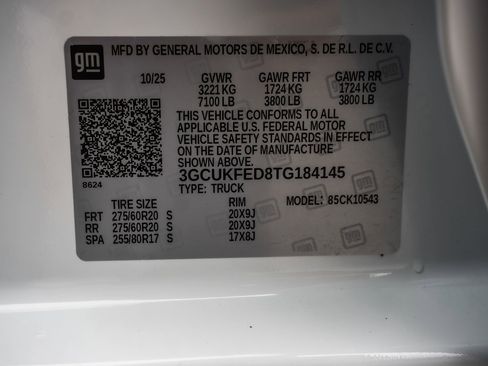 gm
MFD BY GENERAL MOTORS DE MEXICO, S. DE R.L. DE C.V.
10/25 GVWR GAWR FRT GAWR RR
3221 KG 1724 KG 1724 KG
7100 LB 3800 LB 3800 LB
THIS VEHICLE CONFORMS TO ALL
APPLICABLE U.S. FEDERAL MOTOR
VEHICLE SAFETY STANDARDS IN EFFECT
ON THE DATE OF MANUFACTURE
SHOWN ABOVE.
3GCUKFED8TG184145
8624
TYPE: TRUCK
TIRE SIZE RIM MODEL: 85CK10543
FRT 275/60R20 S 20X9J
RR 275/60R20 S 20X9J
SPA 255/80R17 S 17X8J